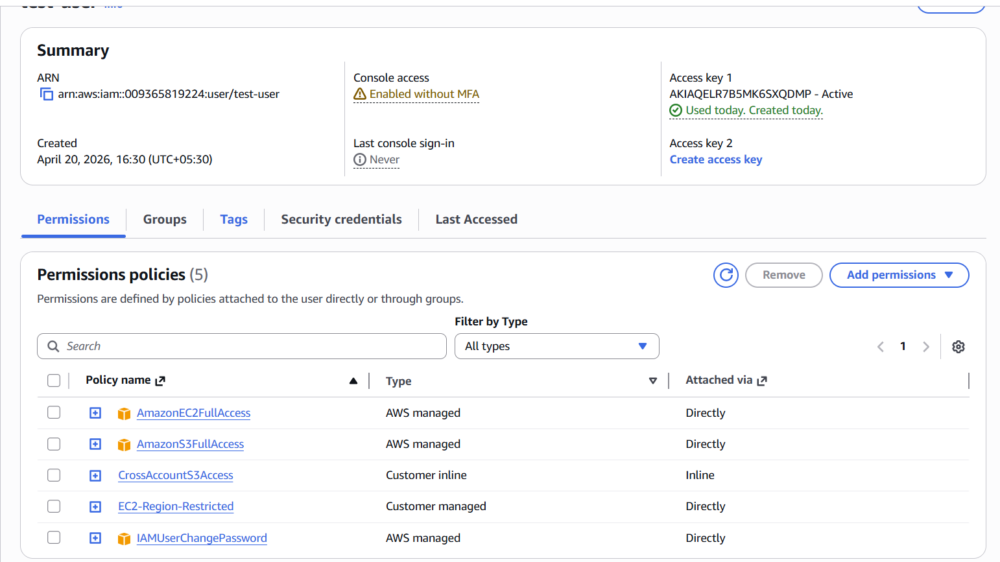 test-user Info
Summary
ARN
arn:aws:iam::009365819224:user/test-user
Console access
Enabled without MFA
Access key 1
AKIAQELR7B5MK6SXQDMP - Active
Used today. Created today.
Created
April 20, 2026, 16:30 (UTC+05:30)
Last console sign-in
Never
Access key 2
Create access key
Permissions
Groups
Tags
Security credentials
Last Accessed
Permissions policies (5)
Remove
Add permissions
Permissions are defined by policies attached to the user directly or through groups.
Filter by Type
Search
All types
1
Policy name
Type
Attached via
AmazonEC2FullAccess
AWS managed
Directly
AmazonS3FullAccess
AWS managed
Directly
CrossAccountS3Access
Customer inline
Inline
EC2-Region-Restricted
Customer managed
Directly
IAMUserChangePassword
AWS managed
Directly